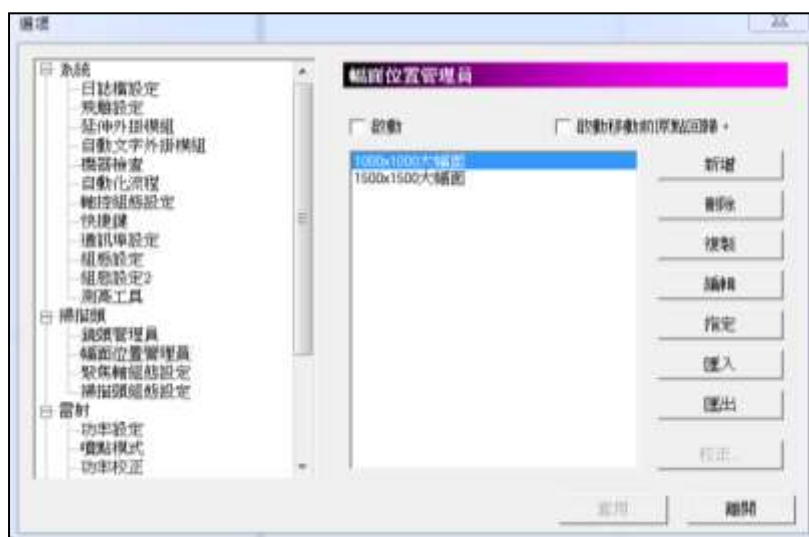 選項
系統
日誌檔設定
飛雕設定
延伸外掛模組
自動文字外掛模組
機器檢查
自動化流程
軸控組態設定
快捷鍵
通訊埠設定
組態設定
組態設定2
測高工具
掃描頭
鏡頭管理員
幅面位置管理員
聚焦軸組態設定
掃描頭組態設定
雷射
功率設定
噴點模式
功率校正
幅面位置管理員
啟動
啟動移動前原點回歸。
1000x1000大幅面
1500x1500大幅面
新增
刪除
複製
編輯
指定
匯入
匯出
校正...
套用
離開